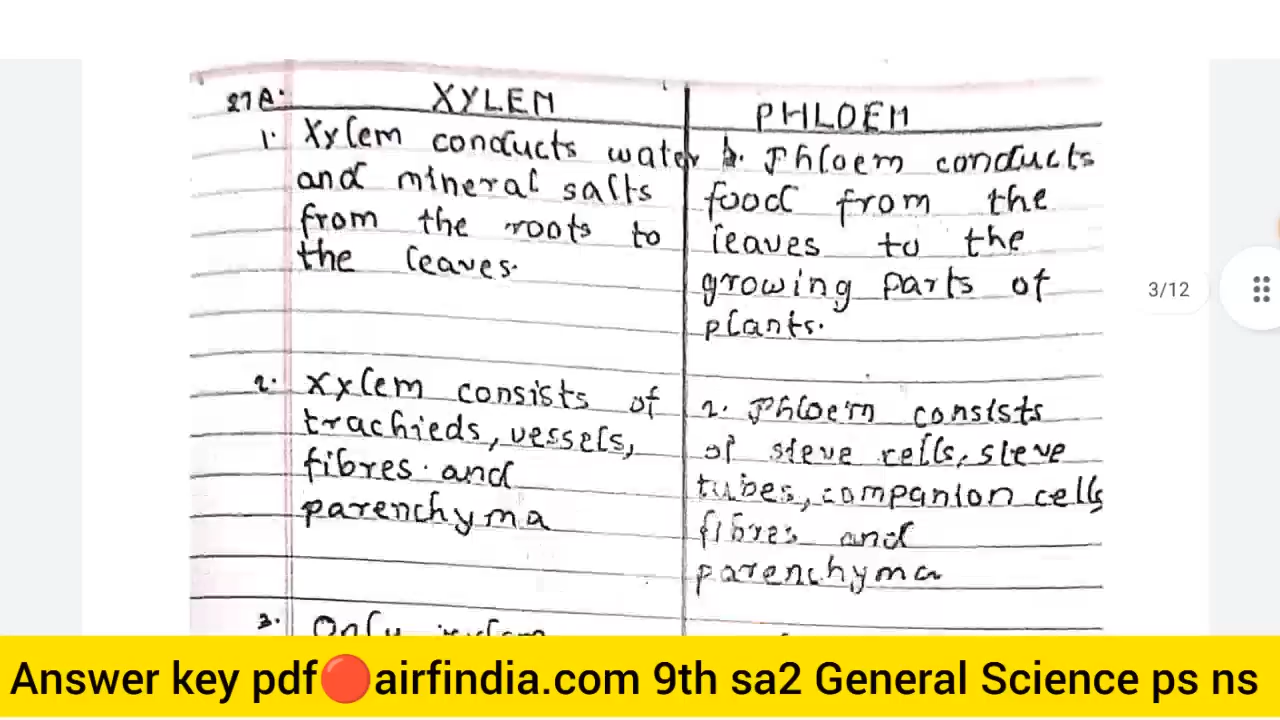 27A.
XYLEM
1. Xylem conducts water
and mineral salts
from the roots to
the leaves.
2. Xylem consists of
trachieds, vessels,
fibres and
parenchyma
3. Only xylem
PHLOEM
1. Phloem conducts
food from the
leaves to the
growing parts of
plants.
2. Phloem consists
of sieve cells, sieve
tubes, companion cells
fibres and
parenchyma
3/12
Answer key pdf🔴airfindia.com 9th sa2 General Science ps ns